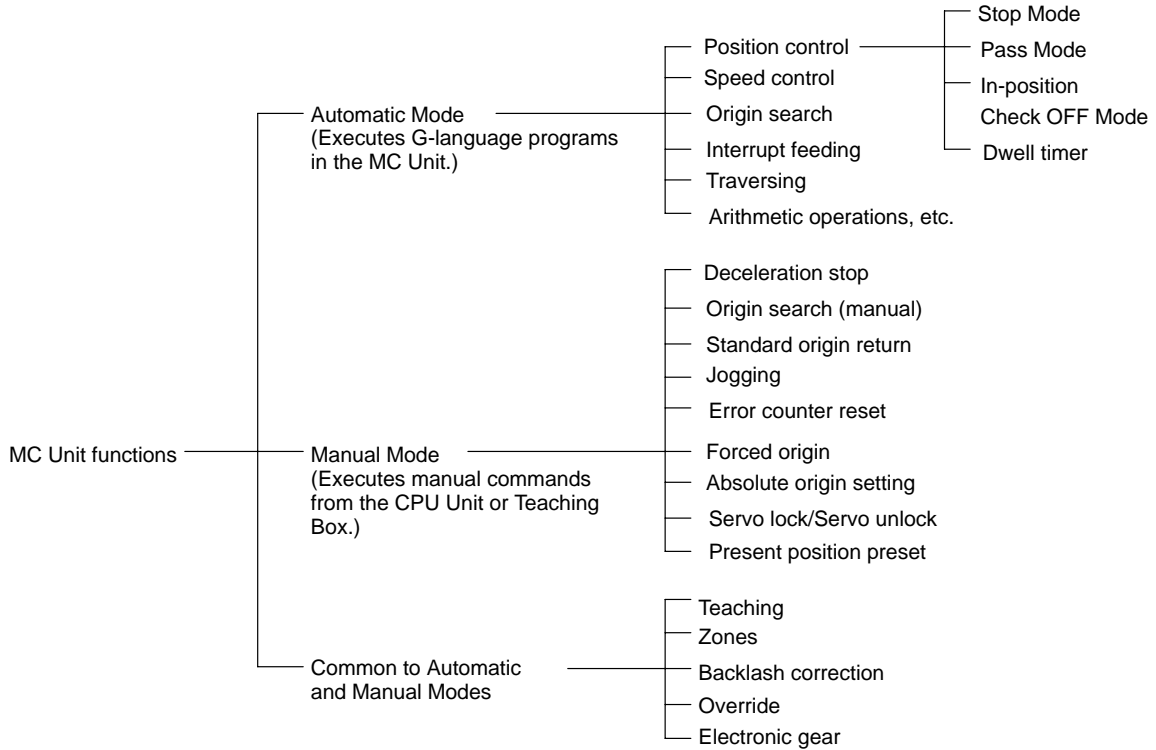 MC Unit functions
Automatic Mode
(Executes G-language programs
in the MC Unit.)
Position control
Stop Mode
Pass Mode
In-position
Check OFF Mode
Dwell timer
Speed control
Origin search
Interrupt feeding
Traversing
Arithmetic operations, etc.
Manual Mode
(Executes manual commands
from the CPU Unit or Teaching
Box.)
Deceleration stop
Origin search (manual)
Standard origin return
Jogging
Error counter reset
Forced origin
Absolute origin setting
Servo lock/Servo unlock
Present position preset
Common to Automatic
and Manual Modes
Teaching
Zones
Backlash correction
Override
Electronic gear